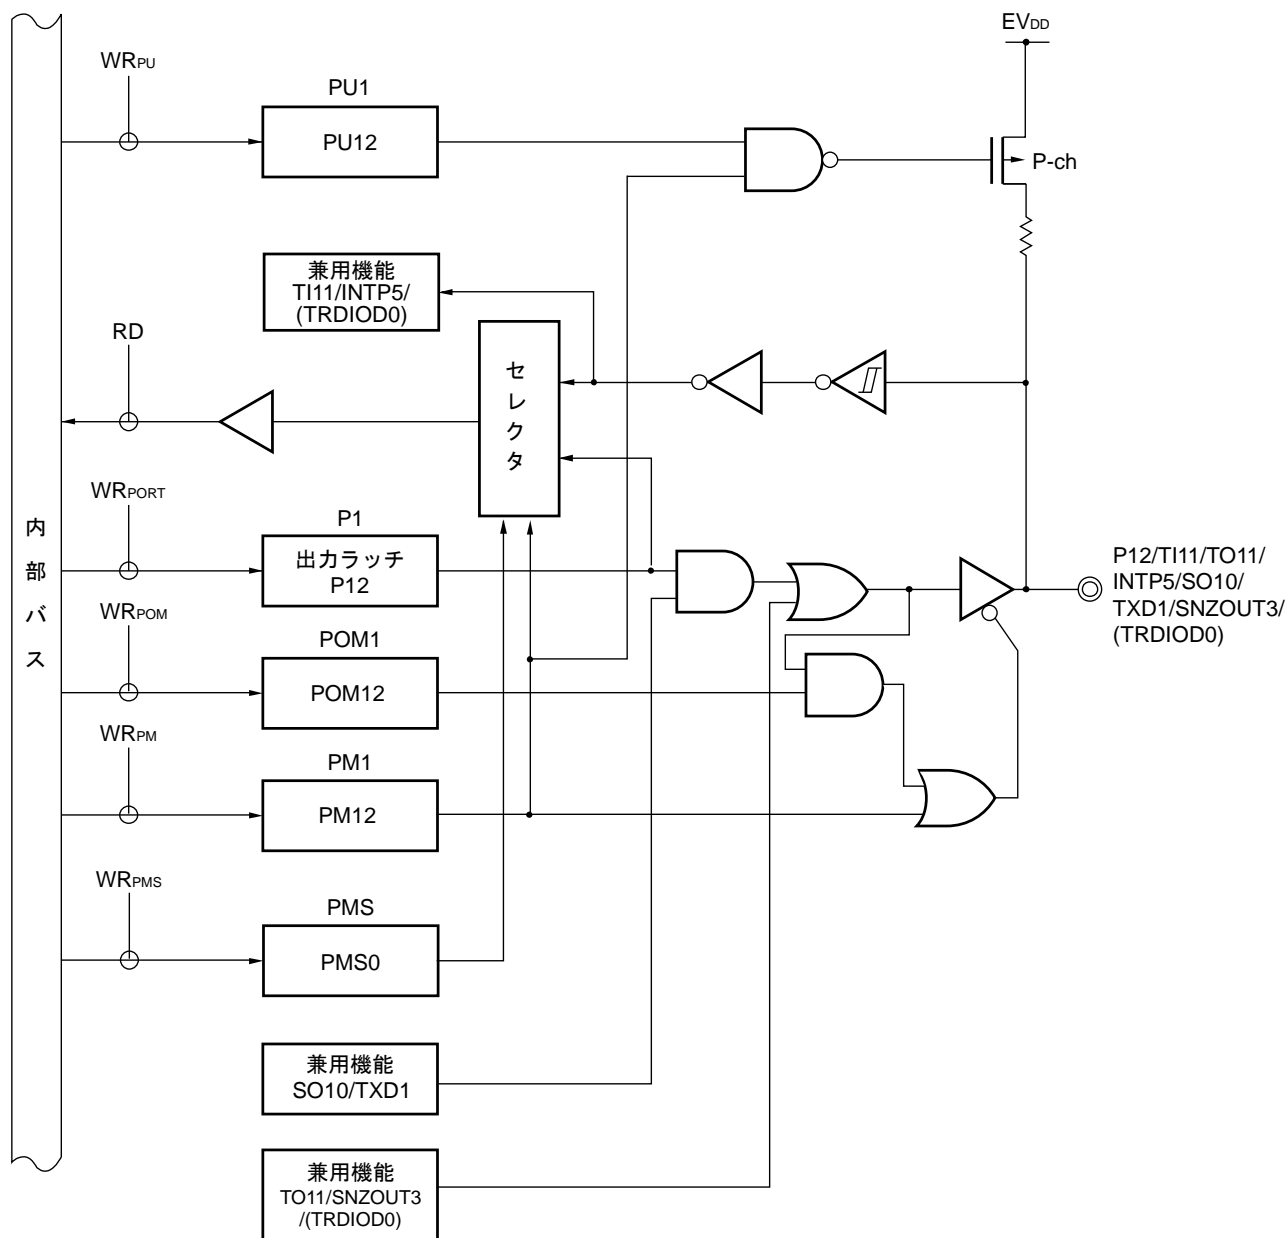 EVDD
WRPU
PU1
PU12
P-ch
兼用機能
TI11/INTP5/
(TRDIOD0)
RD
セレクタ
WRPORT
P1
出力ラッチ
P12
内部バス
P12/TI11/TO11/
INTP5/SO10/
TXD1/SNZOUT3/
(TRDIOD0)
WRPOM
POM1
POM12
WRPM
PM1
PM12
WRPMS
PMS
PMS0
兼用機能
SO10/TXD1
兼用機能
TO11/SNZOUT3
/(TRDIOD0)